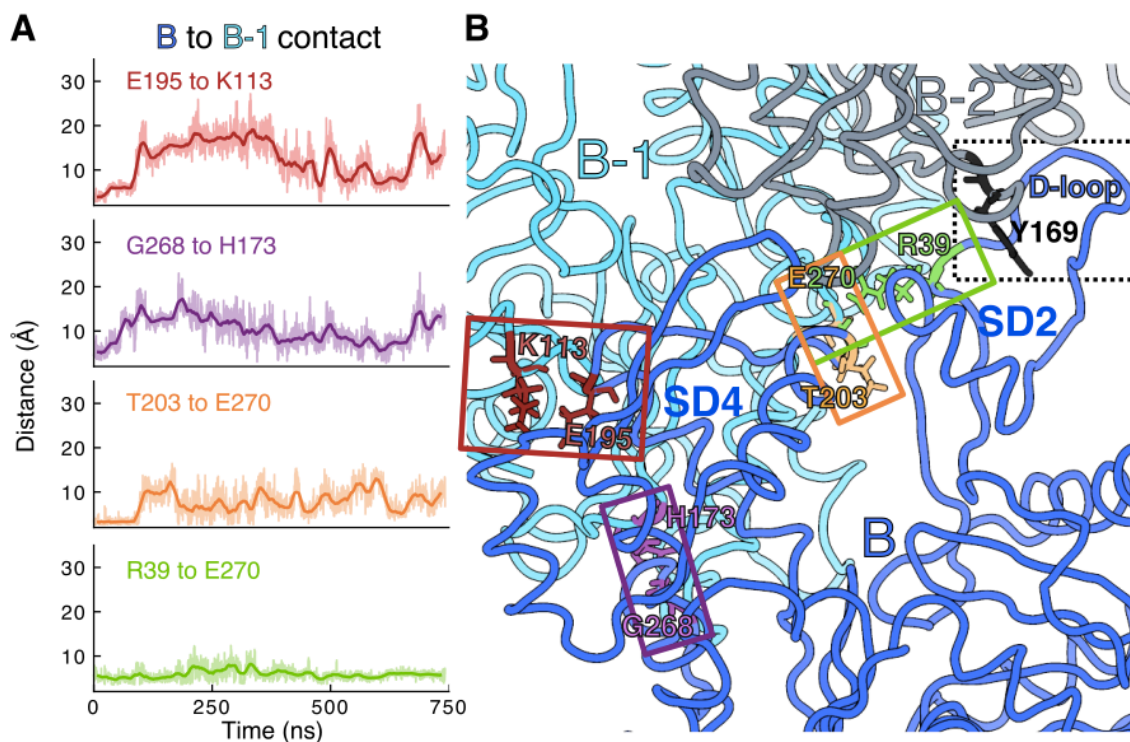 A
B to B-1 contact
B
Distance (Å)
30
20
10
E195 to K113
30
20
10
G268 to H173
30
20
10
T203 to E270
30
20
10
R39 to E270
0
250
500
750
Time (ns)
B-2
B-1
D-loop
Y169
R39
E270
SD2
K113
SD4
T203
E195
H173
B
G268